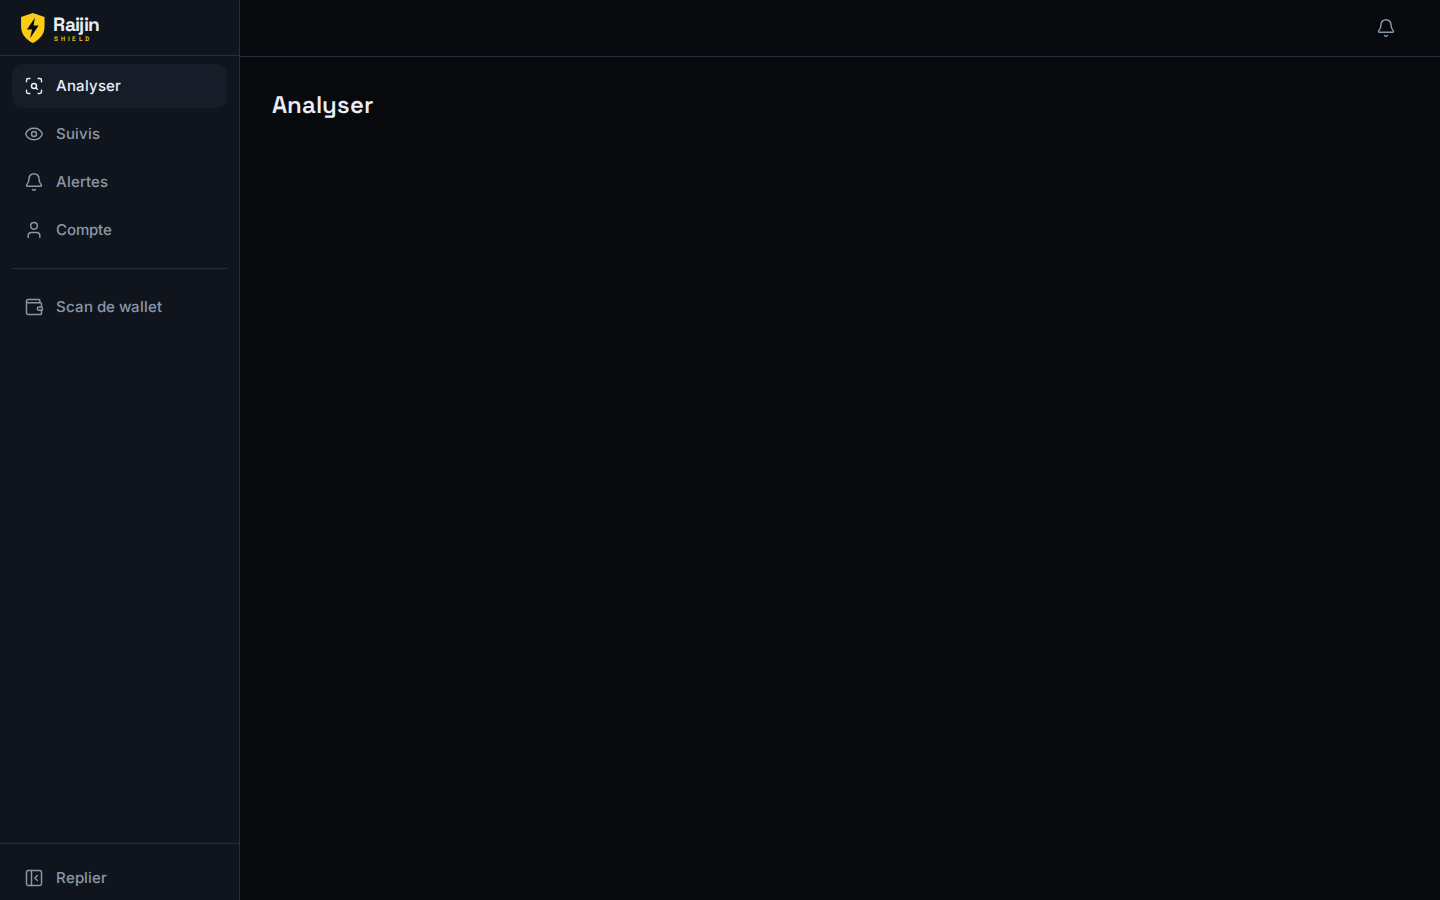 Raijin
SHIELD
Analyser
Suivis
Alertes
Compte
Scan de wallet
Replier
Analyser